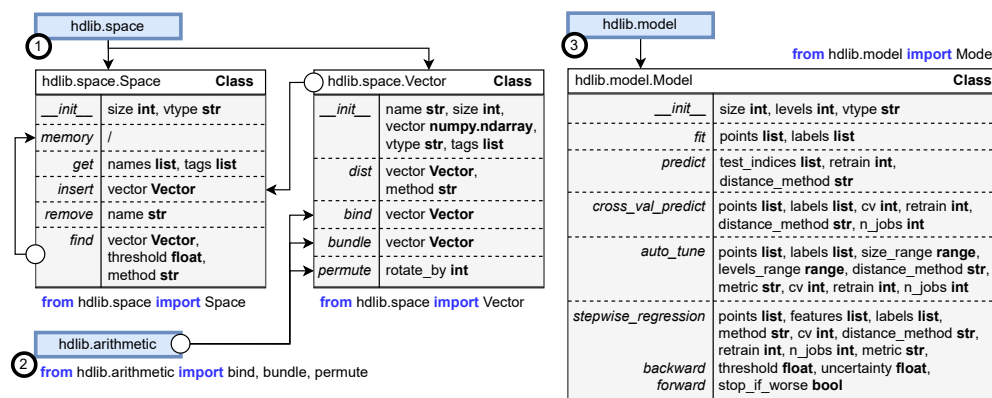 hdlib.space
1
hdlib.space.Space Class
__init__ size int, vtype str
memory /
get names list, tags list
insert vector Vector
remove name str
find vector Vector,
threshold float,
method str
from hdlib.space import Space
hdlib.space.Vector Class
__init__ name str, size int,
vector numpy.ndarray,
vtype str, tags list
dist vector Vector,
method str
bind vector Vector
bundle vector Vector
permute rotate_by int
from hdlib.space import Vector
hdlib.arithmetic
2
from hdlib.arithmetic import bind, bundle, permute
hdlib.model
3
from hdlib.model import Mode
hdlib.model.Model Class
__init__ size int, levels int, vtype str
fit points list, labels list
predict test_indices list, retrain int,
distance_method str
cross_val_predict points list, labels list, cv int, retrain int,
distance_method str, n_jobs int
auto_tune points list, labels list, size_range range,
levels_range range, distance_method str,
metric str, cv int, retrain int, n_jobs int
stepwise_regression points list, features list, labels list,
method str, cv int, distance_method str,
retrain int, n_jobs int, metric str,
backward threshold float, uncertainty float,
forward stop_if_worse bool